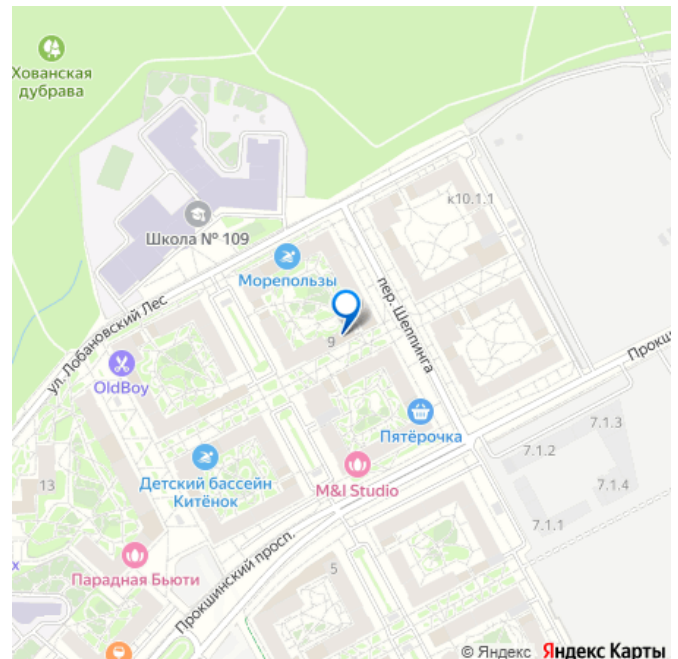 Хованская
дубрава
к10.1.1
Школа № 109
Морепользы
пер. Шеппинга
ул. Лобановский Лес
9
Прокш
OldBoy
Пятёрочка
7.1.3
7.1.2
Детский бассейн
Китёнок
M&I Studio
7.1.4
13
7.1.1
х
Парадная Бьюти
Прокшинский просп.
5
© Яндекс Яндекс Карты